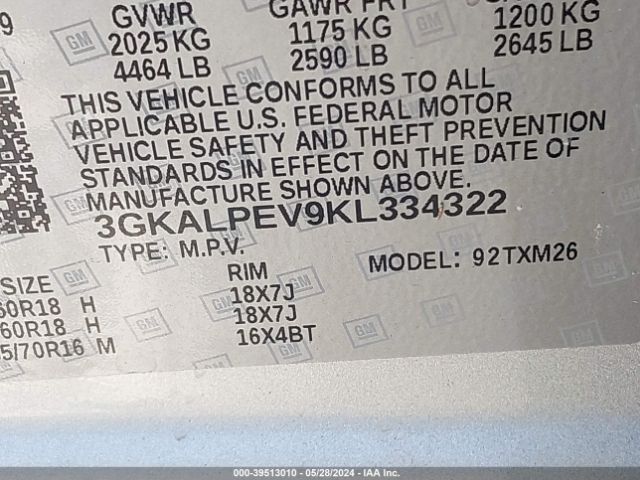 9 GVWR GAWR FRT
2025 KG 1175 KG 1200 KG
4464 LB 2590 LB 2645 LB
THIS VEHICLE CONFORMS TO ALL
APPLICABLE U.S. FEDERAL MOTOR
VEHICLE SAFETY AND THEFT PREVENTION
STANDARDS IN EFFECT ON THE DATE OF
MANUFACTURE SHOWN ABOVE.
3GKALPEV9KL334322
TYPE: M.P.V. MODEL: 92TXM26
SIZE RIM
60R18 H 18X7J
60R18 H 18X7J
5/70R16 M 16X4BT
GM
000-39513010 - 05/28/2024 - IAA Inc.